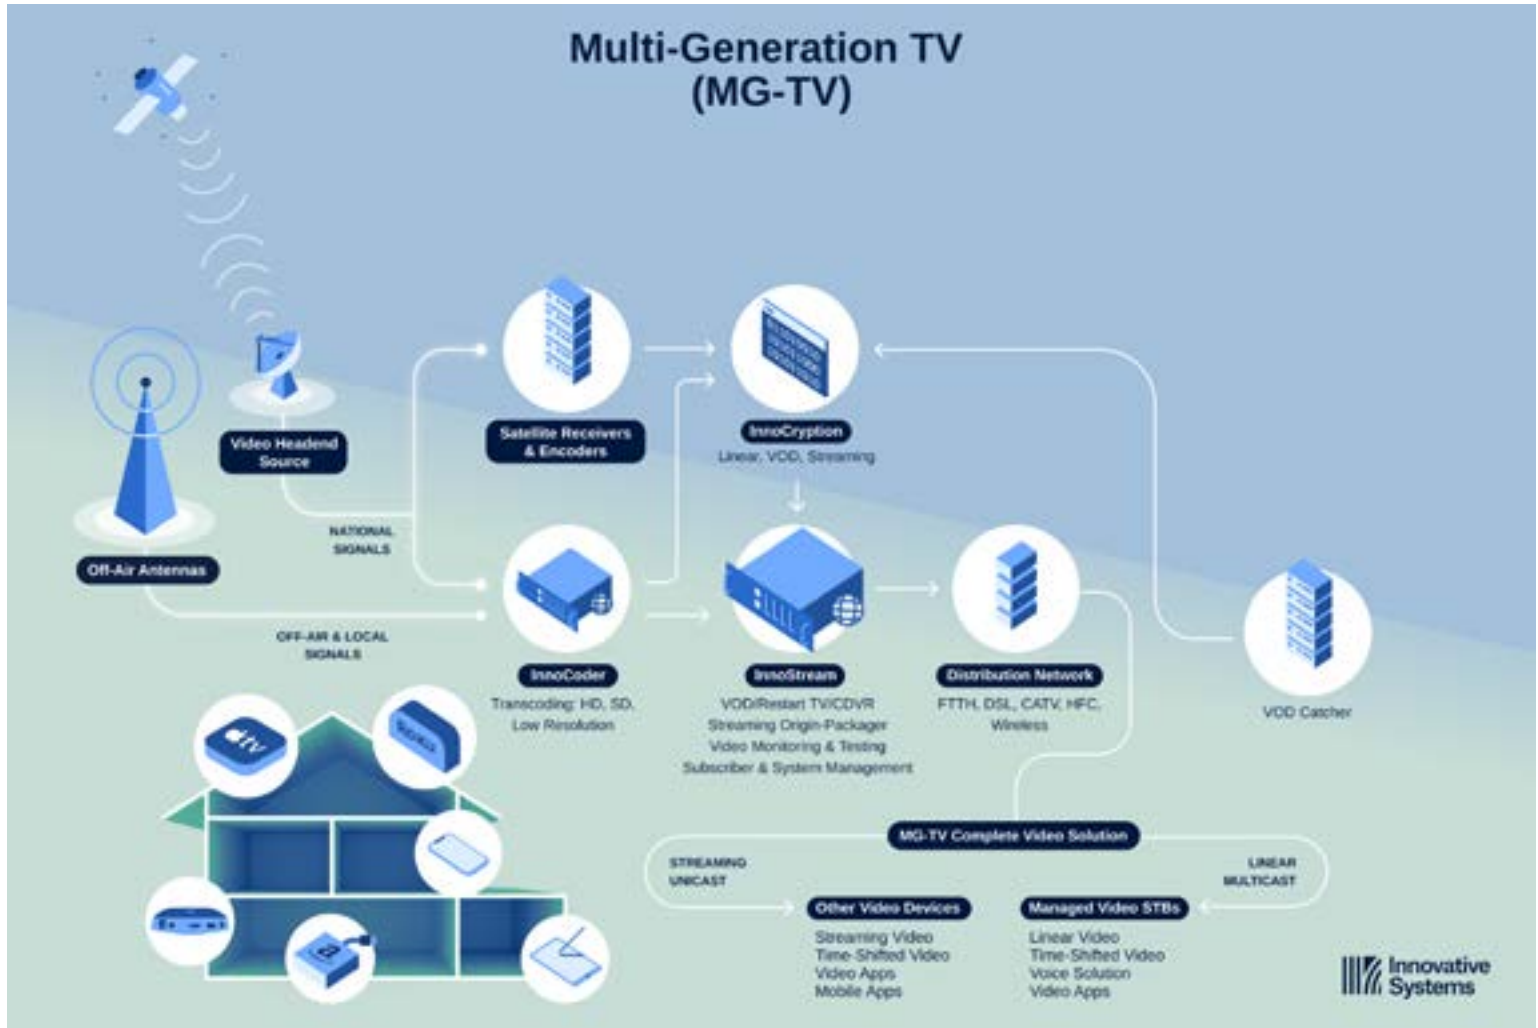 Multi-Generation TV
(MG-TV)
Video Headend
Source
Satellite Receivers
& Encoders
InnoCryption
Linear, VOD, Streaming
NATIONAL
SIGNALS
Off-Air Antennas
OFF-AIR & LOCAL
SIGNALS
InnoCoder
Transcoding: HD, SD,
Low Resolution
InnoStream
VOD/Restart TV/CDVR
Streaming Origin-Packager
Video Monitoring & Testing
Subscriber & System Management
Distribution Network
FTTH, DSL, CATV, HFC,
Wireless
VOD Catcher
tv
ROKU
a
MG-TV Complete Video Solution
STREAMING
UNICAST
LINEAR
MULTICAST
Other Video Devices
Streaming Video
Time-Shifted Video
Video Apps
Mobile Apps
Managed Video STBs
Linear Video
Time-Shifted Video
Voice Solution
Video Apps
Innovative
Systems